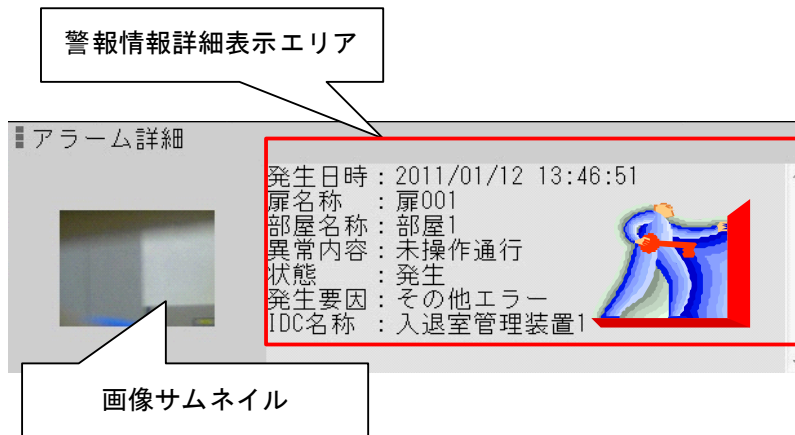 警報情報詳細表示エリア
アラーム詳細
発生日時：2011/01/12 13:46:51
扉名称　：扉001
部屋名称：部屋1
異常内容：未操作通行
状態　　：発生
発生要因：その他エラー
IDC名称 ：入退室管理装置1
画像サムネイル